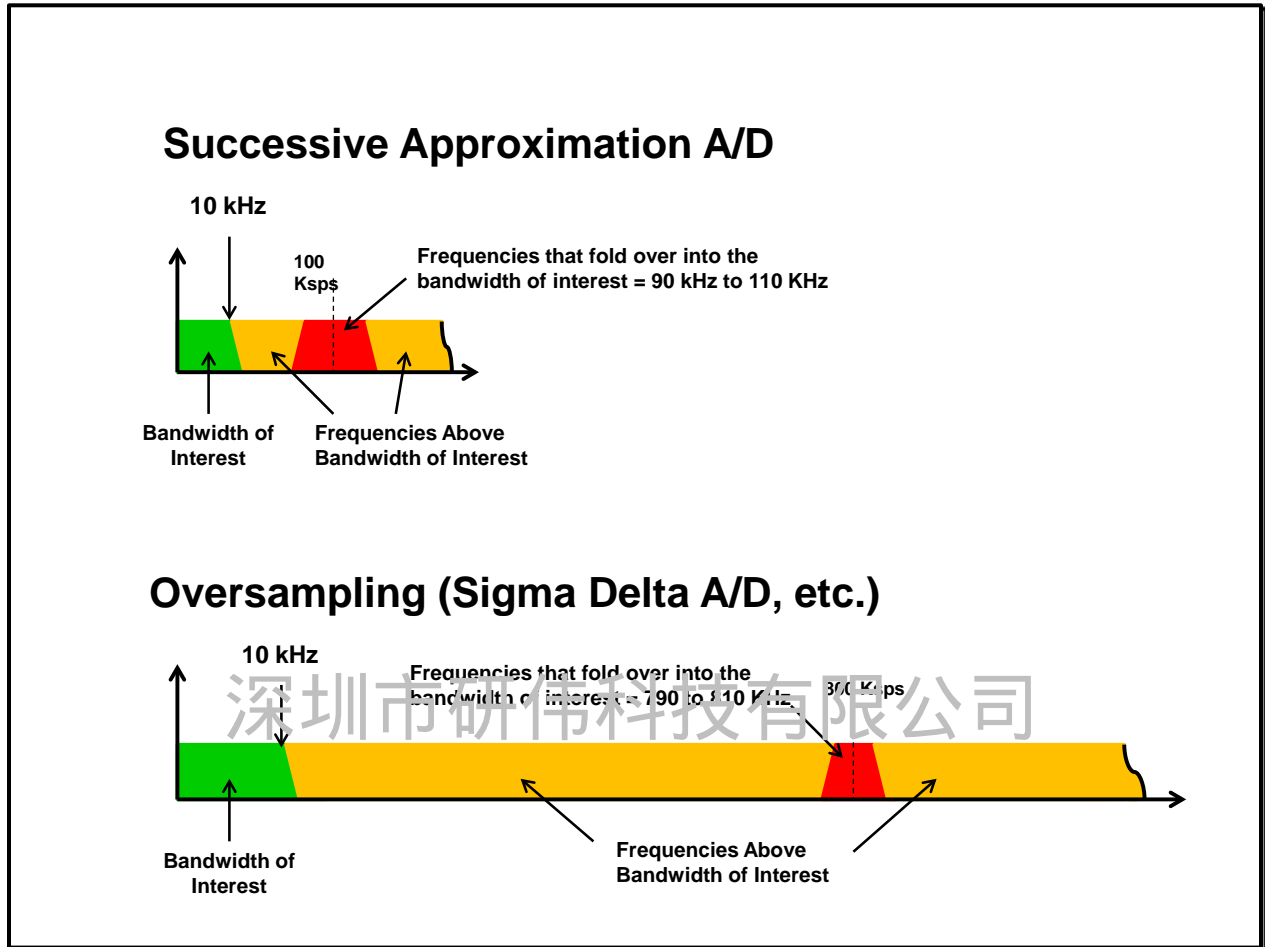 Successive Approximation A/D
10 kHz
100
Ksps
Frequencies that fold over into the
bandwidth of interest = 90 kHz to 110 KHz
Bandwidth of
Interest
Frequencies Above
Bandwidth of Interest
Oversampling (Sigma Delta A/D, etc.)
10 kHz
Frequencies that fold over into the
bandwidth of interest = 790 to 810 KHz
800 Ksps
深圳市研伟科技有限公司
Bandwidth of
Interest
Frequencies Above
Bandwidth of Interest